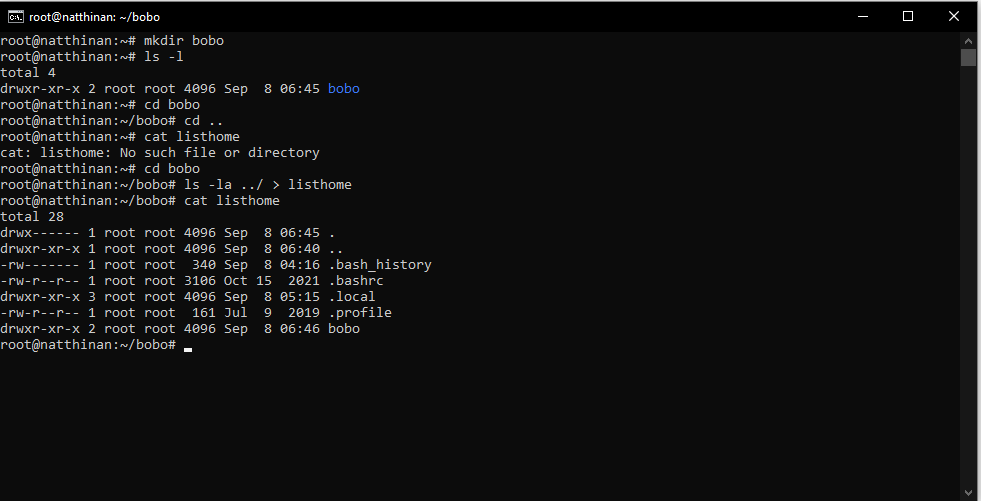 root@natthinan: ~/bobo
root@natthinan:~# mkdir bobo
root@natthinan:~# ls -l
total 4
drwxr-xr-x 2 root root 4096 Sep  8 06:45 bobo
root@natthinan:~# cd bobo
root@natthinan:~/bobo# cd ..
root@natthinan:~# cat listhome
cat: listhome: No such file or directory
root@natthinan:~# cd bobo
root@natthinan:~/bobo# ls -la ../ > listhome
root@natthinan:~/bobo# cat listhome
total 28
drwx------ 1 root root 4096 Sep  8 06:45 .
drwxr-xr-x 1 root root 4096 Sep  8 06:40 ..
-rw------- 1 root root  340 Sep  8 04:16 .bash_history
-rw-r--r-- 1 root root 3106 Oct 15  2021 .bashrc
drwxr-xr-x 3 root root 4096 Sep  8 05:15 .local
-rw-r--r-- 1 root root  161 Jul  9  2019 .profile
drwxr-xr-x 2 root root 4096 Sep  8 06:46 bobo
root@natthinan:~/bobo#